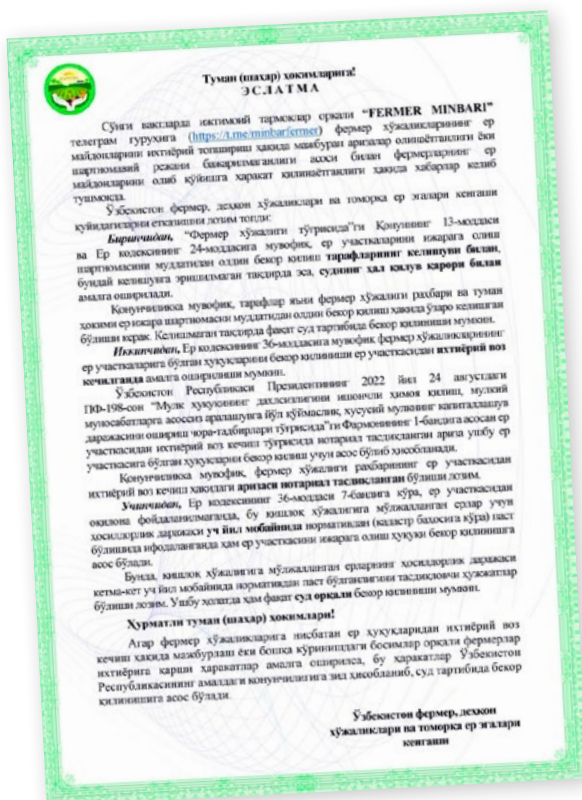 Туман (шаҳар) ҳокимларига!
ЭСЛАТМА
Сўнги вақтларда ижтимоий тармоқлар орқали “FERMER MINBARI”
телеграм гуруҳига (https://t.me/minbarfermer) фермер хўжаликларининг ер
майдонларини ихтиёрий топшириш ҳақида мажбуран аризалар олинаётганлиги ёки
шартномавий режани бажарилмаганлиги асоси билан фермерларнинг ер
майдонларини олиб қўйишга ҳаракат қилинаётганлиги ҳақида хабарлар келиб
тушмоқда.
Ўзбекистон фермер, деҳқон хўжаликлари ва томорқа ер эгалари кенгаши
қуйидагиларни етказишни лозим топди:
Биринчидан, “Фермер хўжалиги тўғрисида”ги Қонуннинг 13-моддаси
ва Ер кодексининг 24-моддасига мувофиқ, ер участкаларини ижарага олиш
шартномасини муддатидан олдин бекор қилиш тарафларнинг келишуви билан,
бундай келишувга эришилмаган тақдирда эса, суднинг ҳал қилув қарори билан
амалга оширилади.
Қонунчиликка мувофиқ, тарафлар яъни фермер хўжалиги раҳбари ва туман
ҳокими ер ижара шартномасини муддатидан олдин бекор қилиш ҳақида ўзаро келишган
бўлиши керак. Келишмаган тақдирда фақат суд тартибида бекор қилиниши мумкин.
Иккинчидан, Ер кодексининг 36-моддасига мувофиқ фермер хўжаликларининг
ер участкаларига бўлган ҳуқуқларини бекор қилиниши ер участкасидан ихтиёрий воз
кечилганда амалга оширилиши мумкин.
Ўзбекистон Республикаси Президентининг 2022 йил 24 августдаги
ПФ-198-сон “Мулк ҳуқуқининг дахлсизлигини ишончли ҳимоя қилиш, мулкий
муносабатларга асоссиз аралашувга йўл қўймаслик, хусусий мулкнинг капиталлашув
даражасини ошириш чора-тадбирлари тўғрисида”ги Фармонининг 1-бандига асосан ер
участкасидан ихтиёрий воз кечиш тўғрисида нотариал тасдиқланган ариза ушбу ер
участкасига бўлган ҳуқуқларни бекор қилиш учун асос бўлиб ҳисобланади.
Қонунчиликка мувофиқ, фермер хўжалиги раҳбарининг ер участкасидан
ихтиёрий воз кечиш ҳақидаги аризаси нотариал тасдиқланган бўлиши лозим.
Учинчидан, Ер кодексининг 36-моддаси 7-бандига кўра, ер участкасидан
оқилона фойдаланилмаганда, бу қишлоқ хўжалигига мўлжалланган ерлар учун
ҳосилдорлик даражаси уч йил мобайнида нормативдан (кадастр баҳосига кўра) паст
бўлишида ифодаланганда ҳам ер участкасини ижарага олиш ҳуқуқи бекор қилинишига
асос бўлади.
Бунда, қишлоқ хўжалигига мўлжалланган ерларнинг ҳосилдорлик даражаси
кетма-кет уч йил мобайнида нормативдан паст бўлганлигини тасдиқловчи ҳужжатлар
бўлиши лозим. Ушбу ҳолатда ҳам фақат суд орқали бекор қилиниши мумкин.
Ҳурматли туман (шаҳар) ҳокимлари!
Агар фермер хўжаликларига нисбатан ер ҳуқуқларидан ихтиёрий воз
кечиш ҳақида мажбурлаш ёки бошқа кўринишдаги босимлар орқали фермерлар
ихтиёрига қарши ҳаракатлар амалга оширилса, бу ҳаракатлар Ўзбекистон
Республикасининг амалдаги қонунчилигига зид ҳисобланиб, суд тартибида бекор
қилинишига асос бўлади.
Ўзбекистон фермер, деҳқон
хўжаликлари ва томорқа ер эгалари
кенгаши